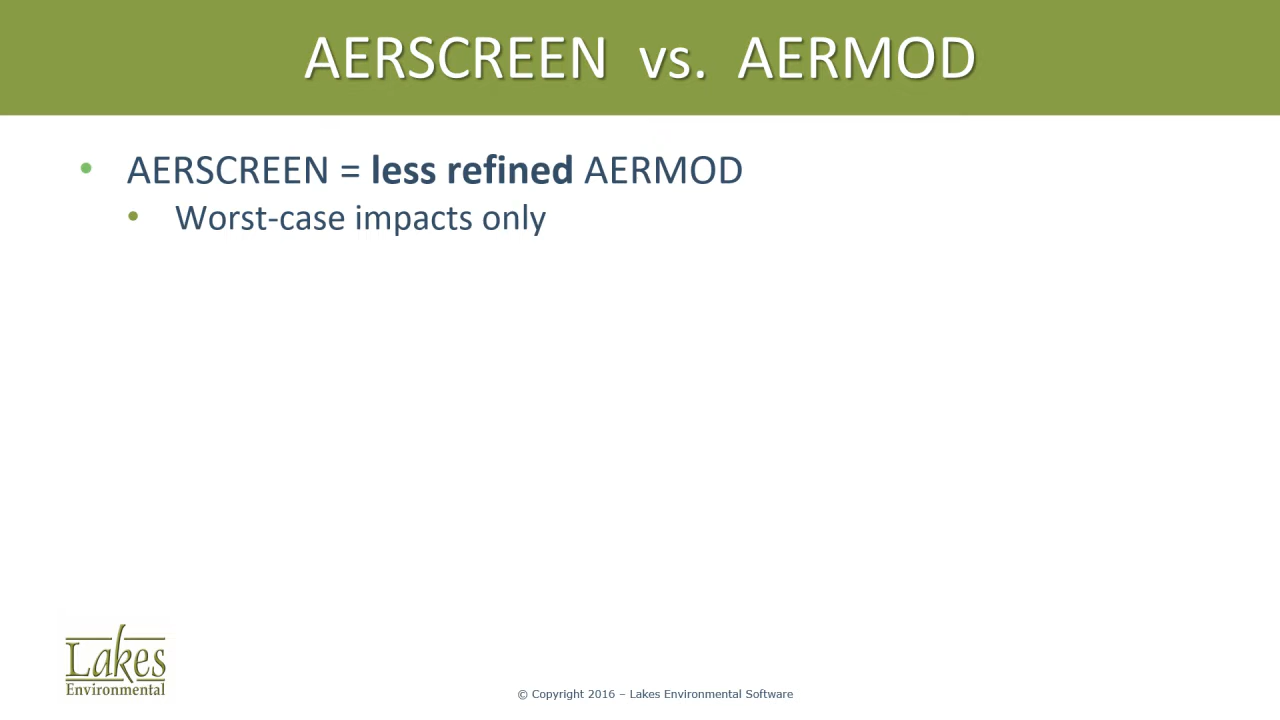 AERSCREEN vs. AERMOD
• AERSCREEN = less refined AERMOD
• Worst-case impacts only
Lakes
Environmental
© Copyright 2016 – Lakes Environmental Software